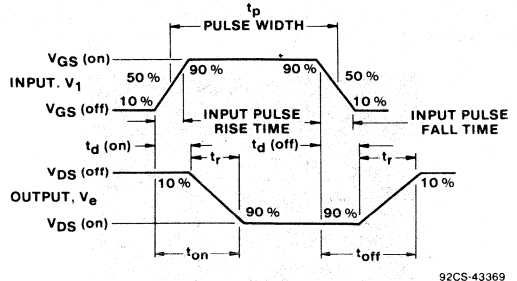 tp
PULSE WIDTH
VGS (on)
90 %
90 %
50 %
50 %
INPUT, V1
10 %
10 %
VGS (off)
INPUT PULSE
RISE TIME
INPUT PULSE
FALL TIME
td (on)
tr
td (off)
tr
VDS (off)
10 %
10 %
OUTPUT, Ve
90 %
90 %
VDS (on)
ton
toff
92CS-43369